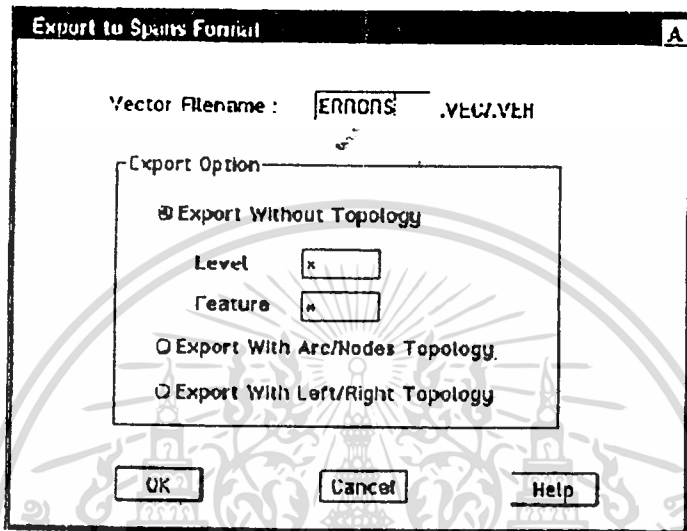 Export to Spans Format A
Vector Filename : ERRORS .VEC/.VEH
Export Option
Export Without Topology
Level *
Feature *
Export With Arc/Nodes Topology
Export With Left/Right Topology
OK Cancel Help